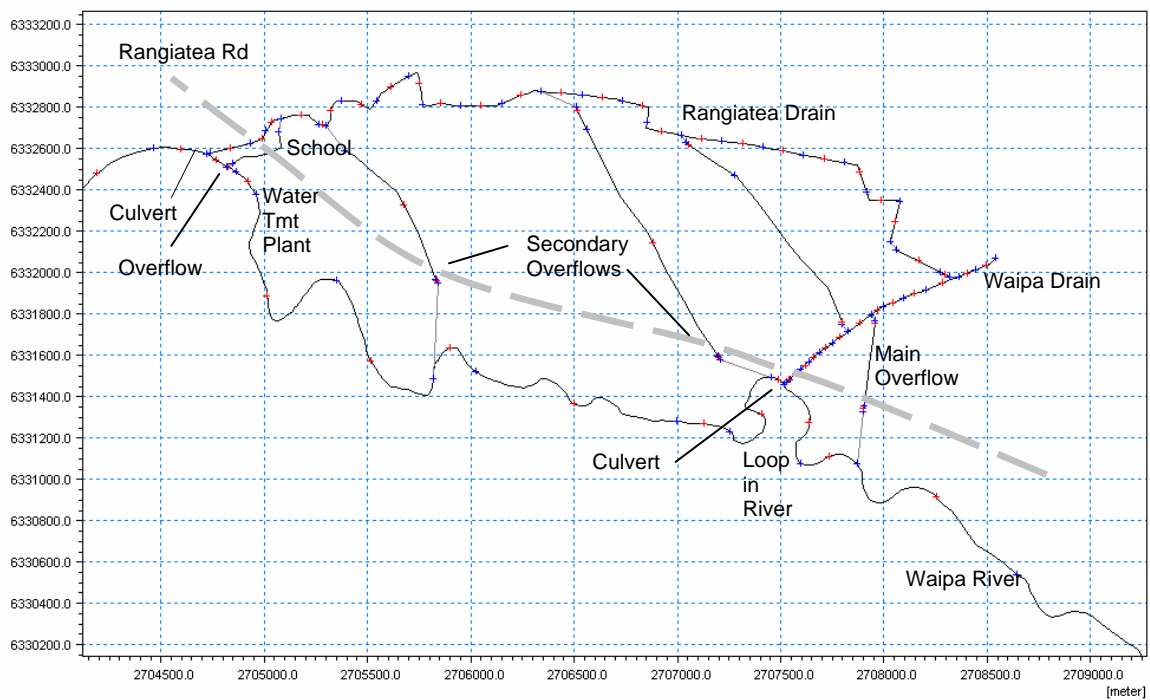 6333200.0
Rangiatea Rd
6333000.0
6332800.0
Rangiatea Drain
6332600.0
School
6332400.0
Culvert
Water
Tmt
Plant
6332200.0
Overflow
Secondary
Overflows
6332000.0
Waipa Drain
6331800.0
6331600.0
Main
Overflow
6331400.0
Culvert
Loop
in
River
6331200.0
6331000.0
6330800.0
6330600.0
Waipa River
6330400.0
6330200.0
2704500.0 2705000.0 2705500.0 2706000.0 2706500.0 2707000.0 2707500.0 2708000.0 2708500.0 2709000.0
[meter]